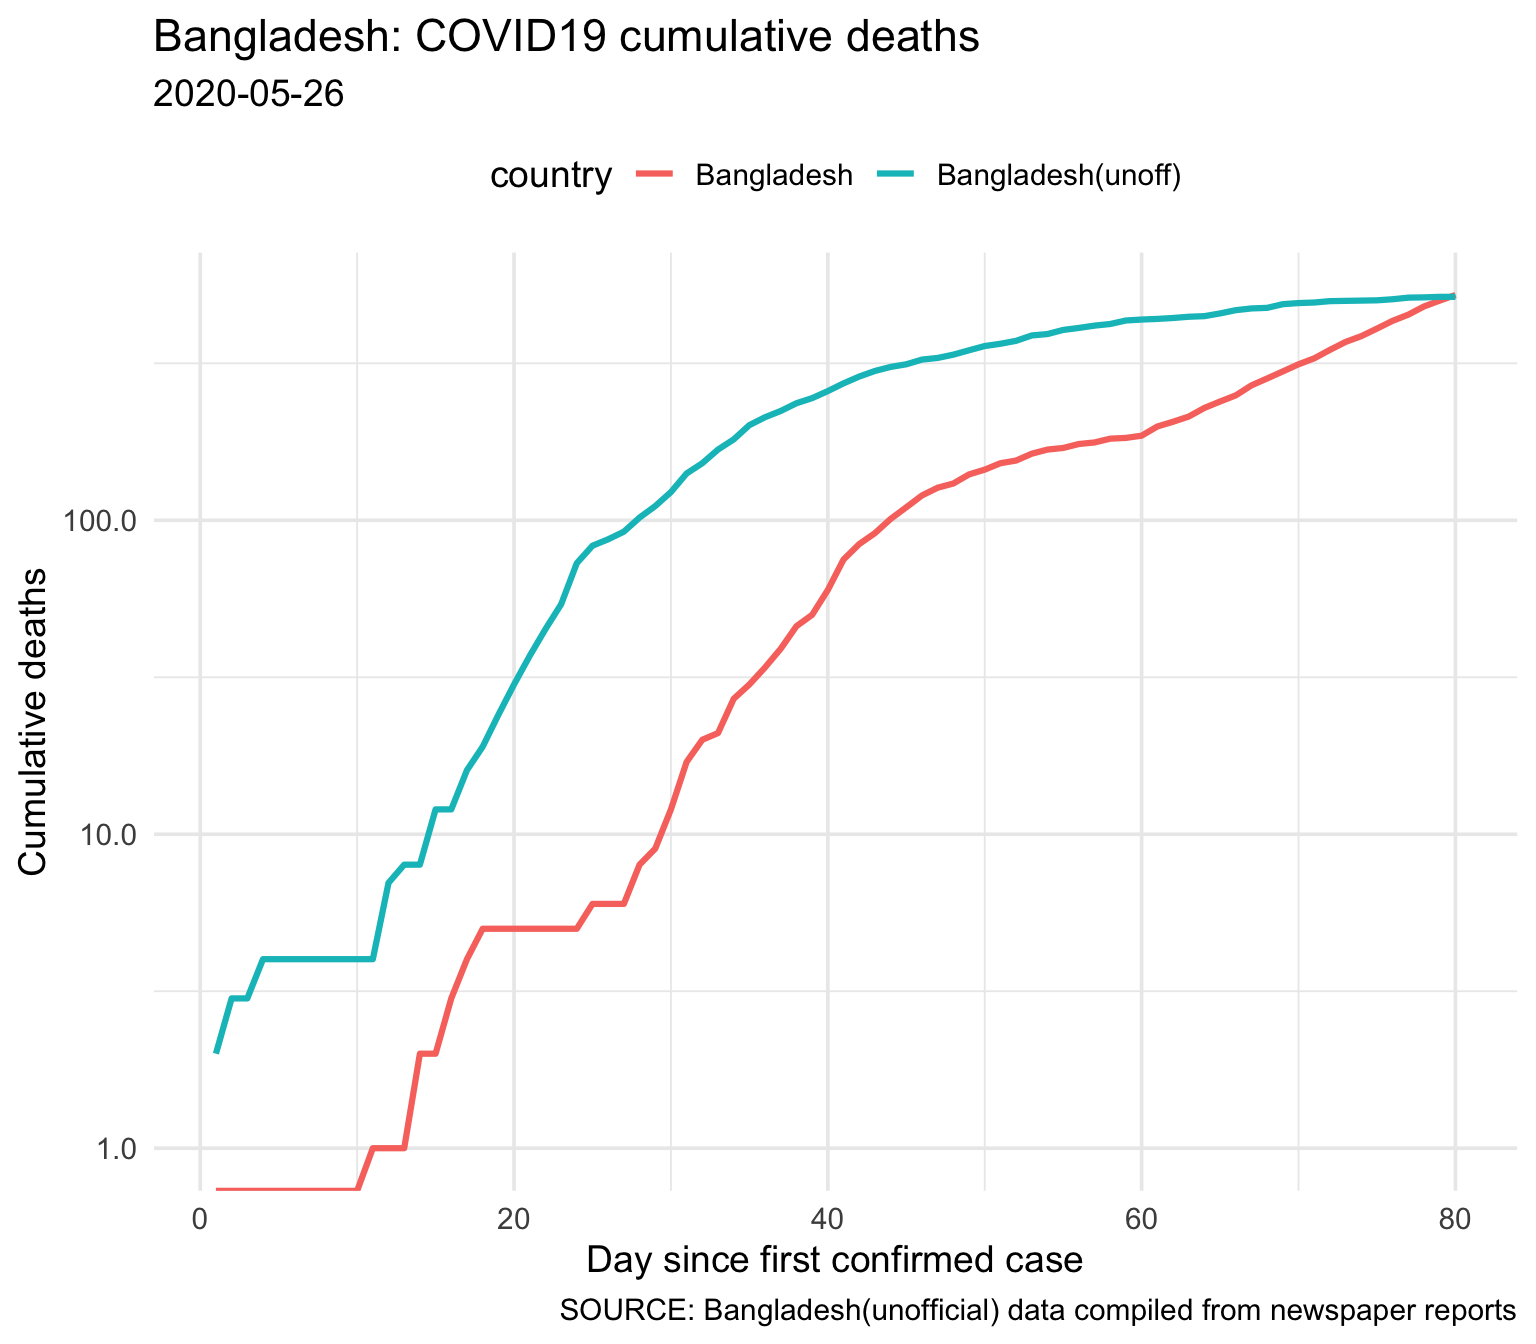 Bangladesh: COVID19 cumulative deaths
2020-05-26
country Bangladesh Bangladesh(unoff)
Cumulative deaths
100.0
10.0
1.0
0 20 40 60 80
Day since first confirmed case
SOURCE: Bangladesh(unofficial) data compiled from newspaper reports